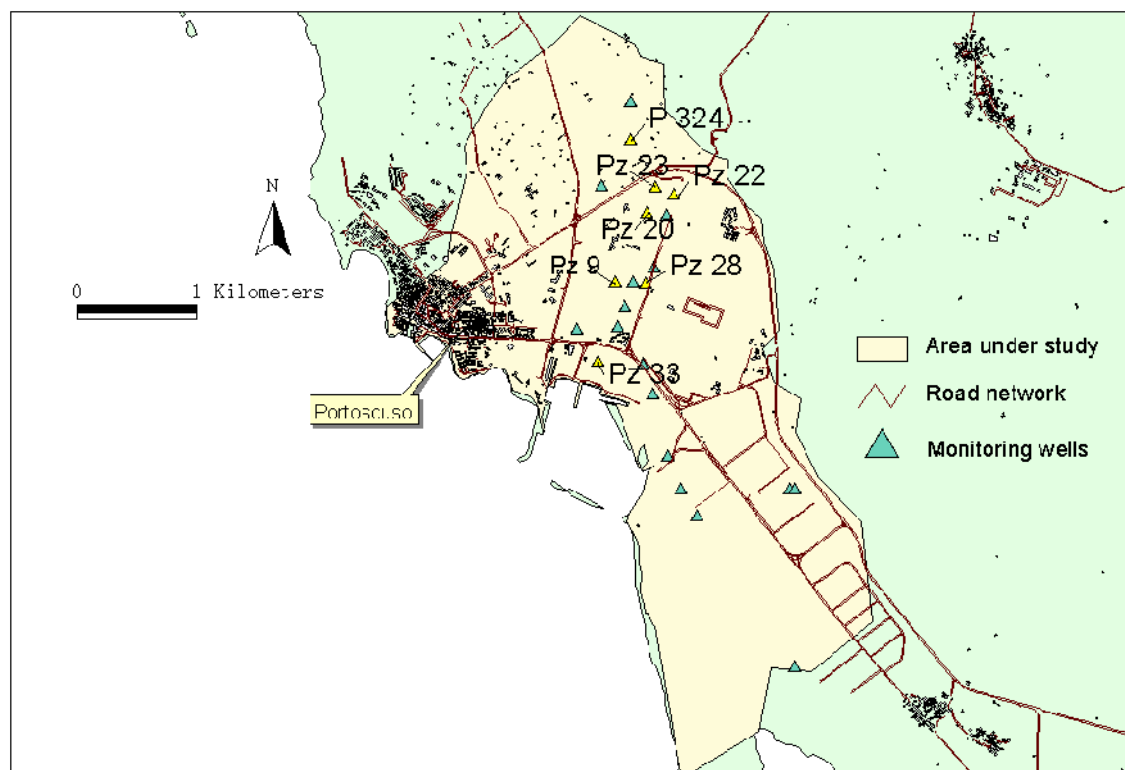 P 324
Pz 23
Pz 22
N
Pz 20
Pz 9
Pz 28
0 1 Kilometers
Area under study
Pz 33
Road network
Portoscuso
Monitoring wells